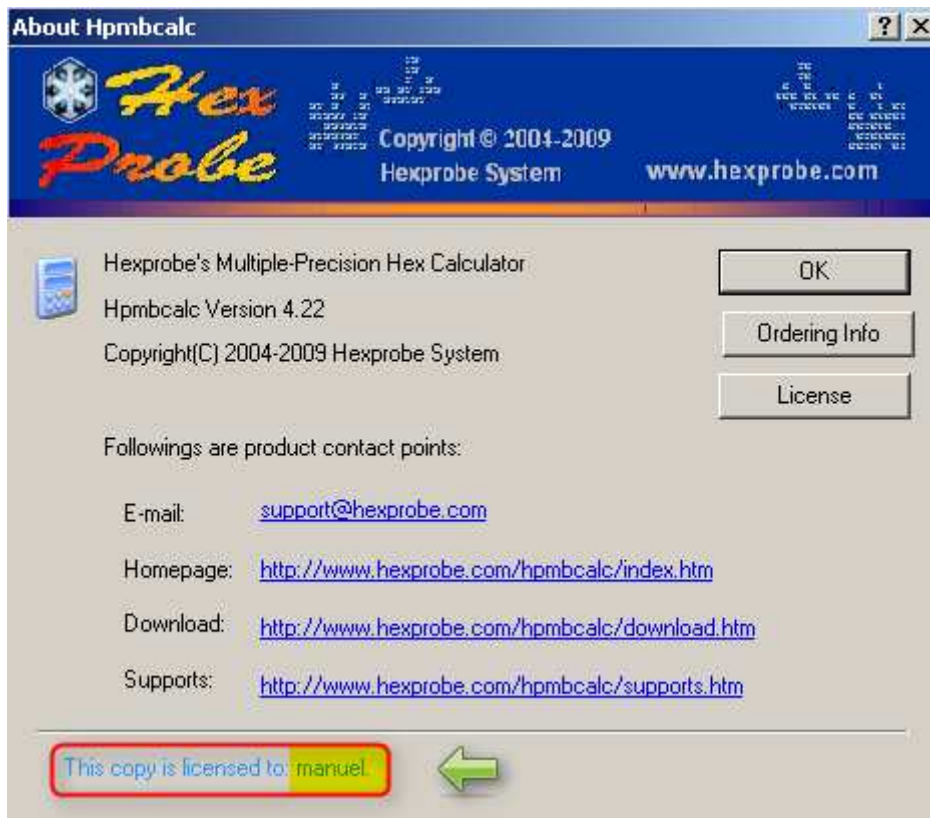 About Hpmbcalc
Hex
Probe
Copyright © 2004-2009
Hexprobe System
www.hexprobe.com
Hexprobe's Multiple-Precision Hex Calculator
OK
Hpmbcalc Version 4.22
Ordering Info
Copyright(C) 2004-2009 Hexprobe System
License
Followings are product contact points:
E-mail: support@hexprobe.com
Homepage: http://www.hexprobe.com/hpmbcalc/index.htm
Download: http://www.hexprobe.com/hpmbcalc/download.htm
Supports: http://www.hexprobe.com/hpmbcalc/supports.htm
This copy is licensed to: manuel.